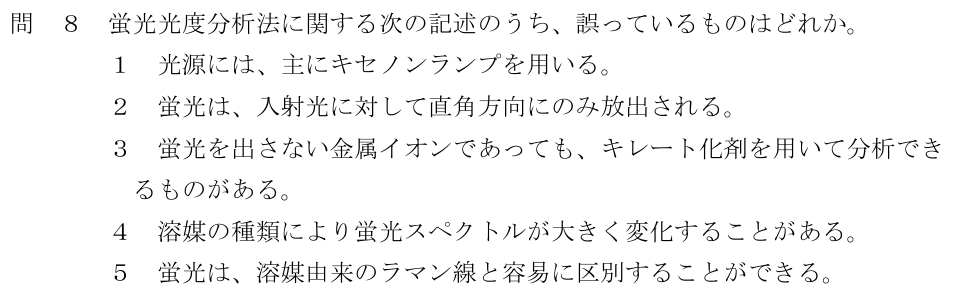 問　８　蛍光光度分析法に関する次の記述のうち、誤っているものはどれか。
１　光源には、主にキセノンランプを用いる。
２　蛍光は、入射光に対して直角方向にのみ放出される。
３　蛍光を出さない金属イオンであっても、キレート化剤を用いて分析でき
るものがある。
４　溶媒の種類により蛍光スペクトルが大きく変化することがある。
５　蛍光は、溶媒由来のラマン線と容易に区別することができる。